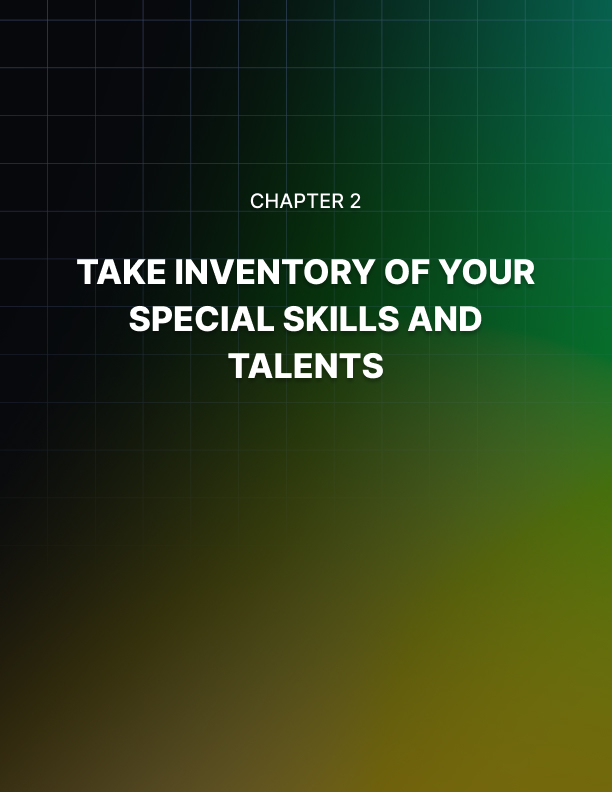 CHAPTER 2
TAKE INVENTORY OF YOUR
SPECIAL SKILLS AND
TALENTS